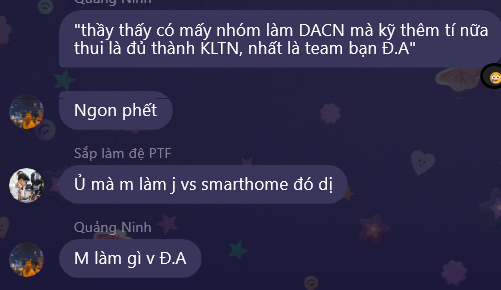 "thầy thấy có mấy nhóm làm DACN mà kỹ thêm tí nữa
thui là đủ thành KLTN, nhất là team bạn Đ.A"
Quảng Ninh
Ngon phết
Sắp làm đệ PTF
Ủ mà m làm j vs smarthome đó dị
Quảng Ninh
M làm gì v Đ.A